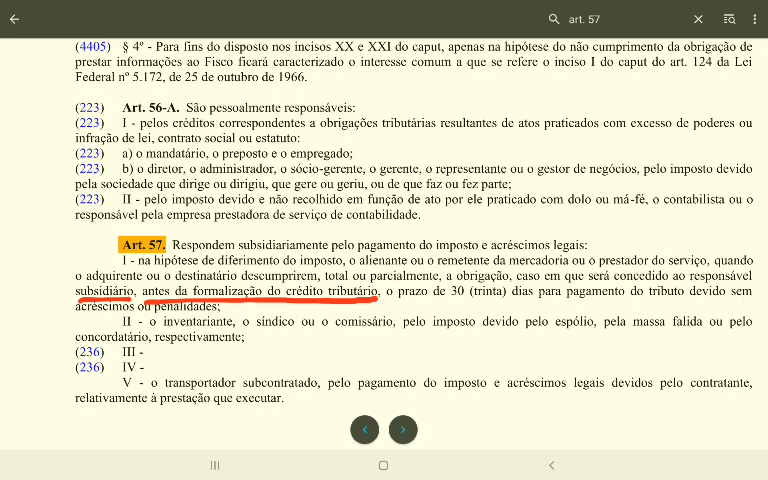 art. 57
(4405) § 4º - Para fins do disposto nos incisos XX e XXI do caput, apenas na hipótese do não cumprimento da obrigação de
prestar informações ao Fisco ficará caracterizado o interesse comum a que se refere o inciso I do caput do art. 124 da Lei
Federal nº 5.172, de 25 de outubro de 1966.
(223) Art. 56-A. São pessoalmente responsáveis:
(223) I - pelos créditos correspondentes a obrigações tributárias resultantes de atos praticados com excesso de poderes ou
infração de lei, contrato social ou estatuto:
(223) a) o mandatário, o preposto e o empregado;
(223) b) o diretor, o administrador, o sócio-gerente, o gerente, o representante ou o gestor de negócios, pelo imposto devido
pela sociedade que dirige ou dirigiu, que gere ou geriu, ou de que faz ou fez parte;
(223) II - pelo imposto devido e não recolhido em função de ato por ele praticado com dolo ou má-fé, o contabilista ou o
responsável pela empresa prestadora de serviço de contabilidade.
Art. 57. Respondem subsidiariamente pelo pagamento do imposto e acréscimos legais:
I - na hipótese de diferimento do imposto, o alienante ou o remetente da mercadoria ou o prestador do serviço, quando
o adquirente ou o destinatário descumprirem, total ou parcialmente, a obrigação, caso em que será concedido ao responsável
subsidiário, antes da formalização do crédito tributário, o prazo de 30 (trinta) dias para pagamento do tributo devido sem
acréscimos ou penalidades;
II - o inventariante, o síndico ou o comissário, pelo imposto devido pelo espólio, pela massa falida ou pelo
concordatário, respectivamente;
(236) III -
(236) IV -
V - o transportador subcontratado, pelo pagamento do imposto e acréscimos legais devidos pelo contratante,
relativamente à prestação que executar.